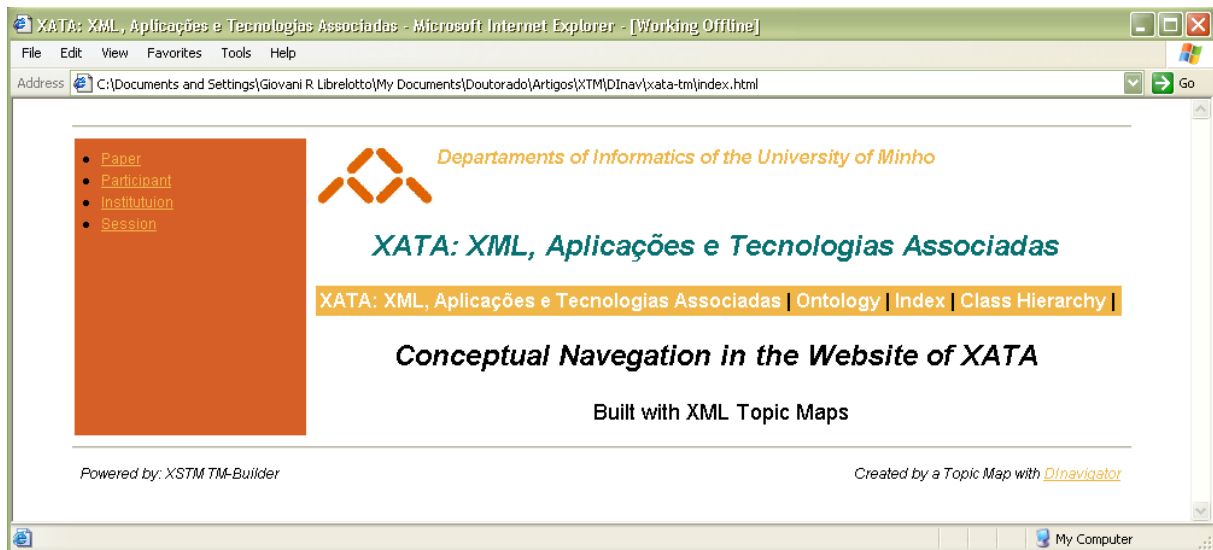 XATA: XML, Aplicações e Tecnologias Associadas - Microsoft Internet Explorer - [Working Offline]
File Edit View Favorites Tools Help
Address C:\Documents and Settings\Giovani R Librelotto\My Documents\Doutorado\Artigos\XTM\DInav\xata-tm\index.html Go
Paper
Participant
Institutuion
Session
Departaments of Informatics of the University of Minho
XATA: XML, Aplicações e Tecnologias Associadas
XATA: XML, Aplicações e Tecnologias Associadas | Ontology | Index | Class Hierarchy |
Conceptual Navegation in the Website of XATA
Built with XML Topic Maps
Powered by: XSTM TM-Builder Created by a Topic Map with DInavigator
My Computer